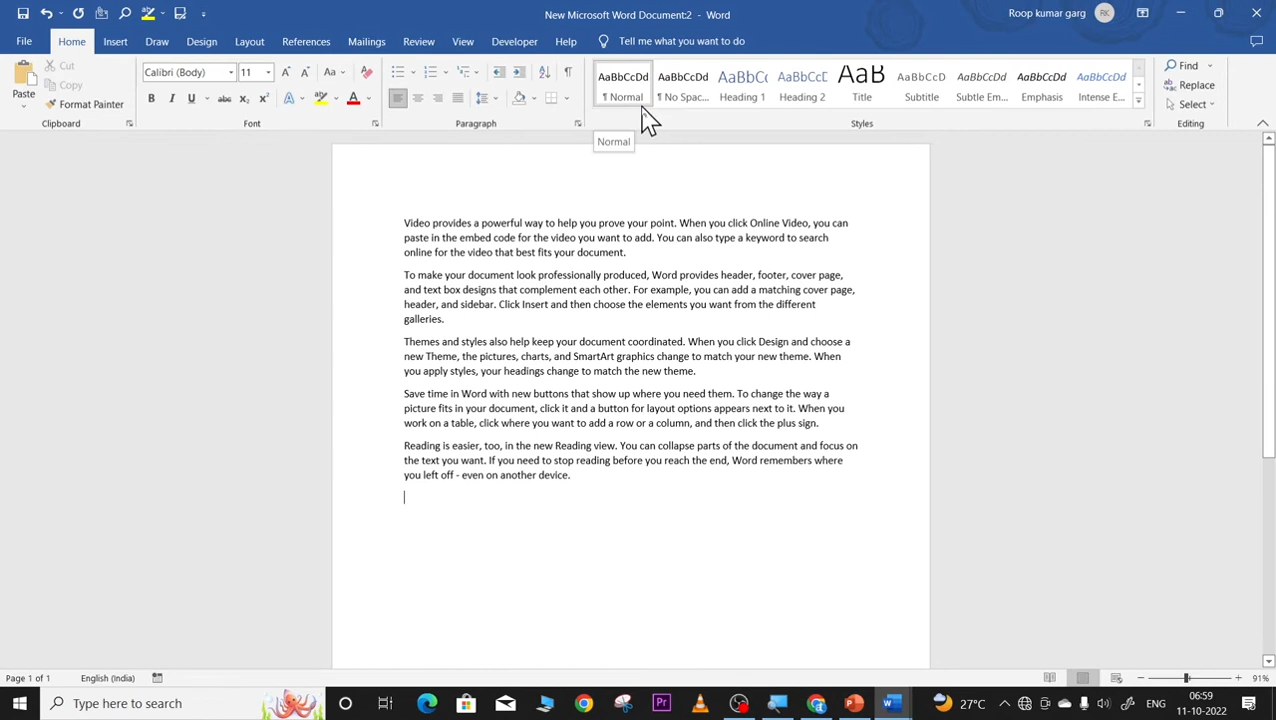 New Microsoft Word Document:2 - Word
Roop kumar garg
RK
File Home Insert Draw Design Layout References Mailings Review View Developer Help Tell me what you want to do
Paste
Cut
Copy
Format Painter
Clipboard
Calibri (Body) 11
Aa
B I U abc X₂ X²
A
Font
Paragraph
AaBbCcDd AaBbCcDd AaBbCc AaBbCcD AaB AaBbCcD AaBbCcDd AaBbCcDd AaBbCcDd
¶ Normal ¶ No Spac... Heading 1 Heading 2 Title Subtitle Subtle Em... Emphasis Intense E...
Styles
Find
Replace
Select
Editing
Normal
Video provides a powerful way to help you prove your point. When you click Online Video, you can
paste in the embed code for the video you want to add. You can also type a keyword to search
online for the video that best fits your document.
To make your document look professionally produced, Word provides header, footer, cover page,
and text box designs that complement each other. For example, you can add a matching cover page,
header, and sidebar. Click Insert and then choose the elements you want from the different
galleries.
Themes and styles also help keep your document coordinated. When you click Design and choose a
new Theme, the pictures, charts, and SmartArt graphics change to match your new theme. When
you apply styles, your headings change to match the new theme.
Save time in Word with new buttons that show up where you need them. To change the way a
picture fits in your document, click it and a button for layout options appears next to it. When you
work on a table, click where you want to add a row or a column, and then click the plus sign.
Reading is easier, too, in the new Reading view. You can collapse parts of the document and focus on
the text you want. If you need to stop reading before you reach the end, Word remembers where
you left off - even on another device.
Page 1 of 1 English (India) 91%
Type here to search
Pr
27°C
ENG
06:59
11-10-2022